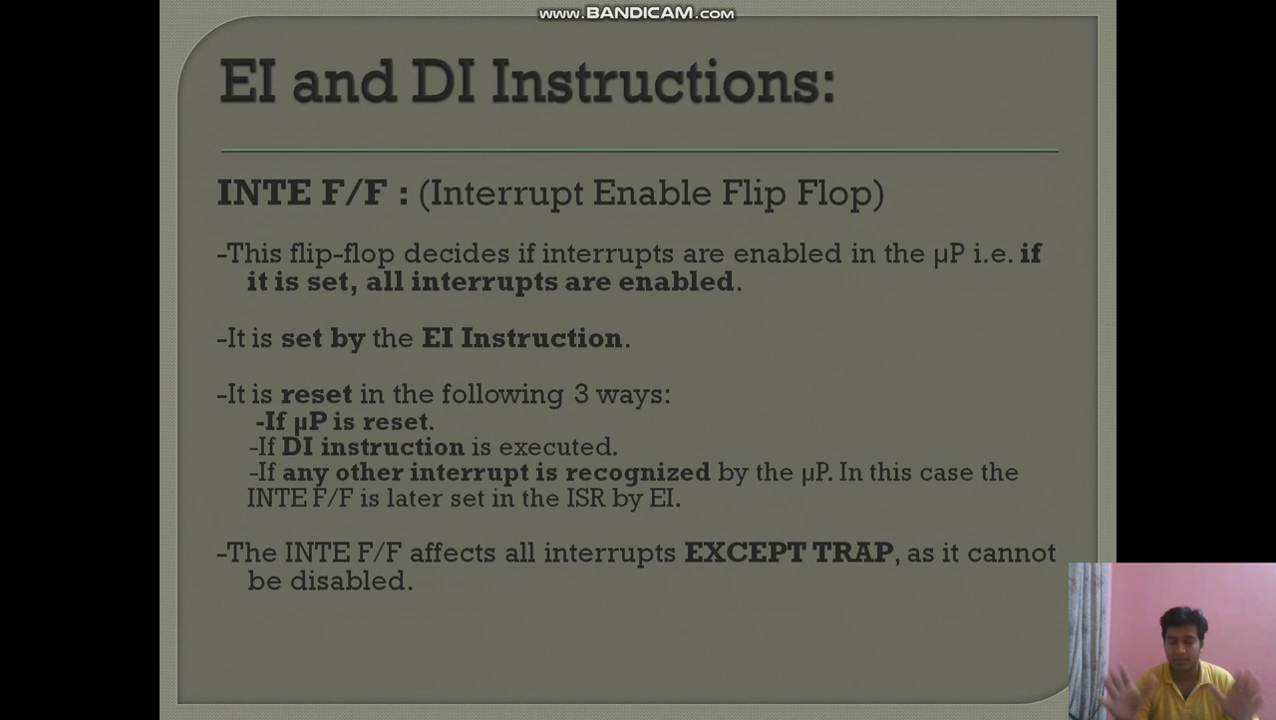 www.BANDICAM.com
EI and DI Instructions:
INTE F/F : (Interrupt Enable Flip Flop)
-This flip-flop decides if interrupts are enabled in the µP i.e. if
it is set, all interrupts are enabled.
-It is set by the EI Instruction.
-It is reset in the following 3 ways:
-If µP is reset.
-If DI instruction is executed.
-If any other interrupt is recognized by the µP. In this case the
INTE F/F is later set in the ISR by EI.
-The INTE F/F affects all interrupts EXCEPT TRAP, as it cannot
be disabled.